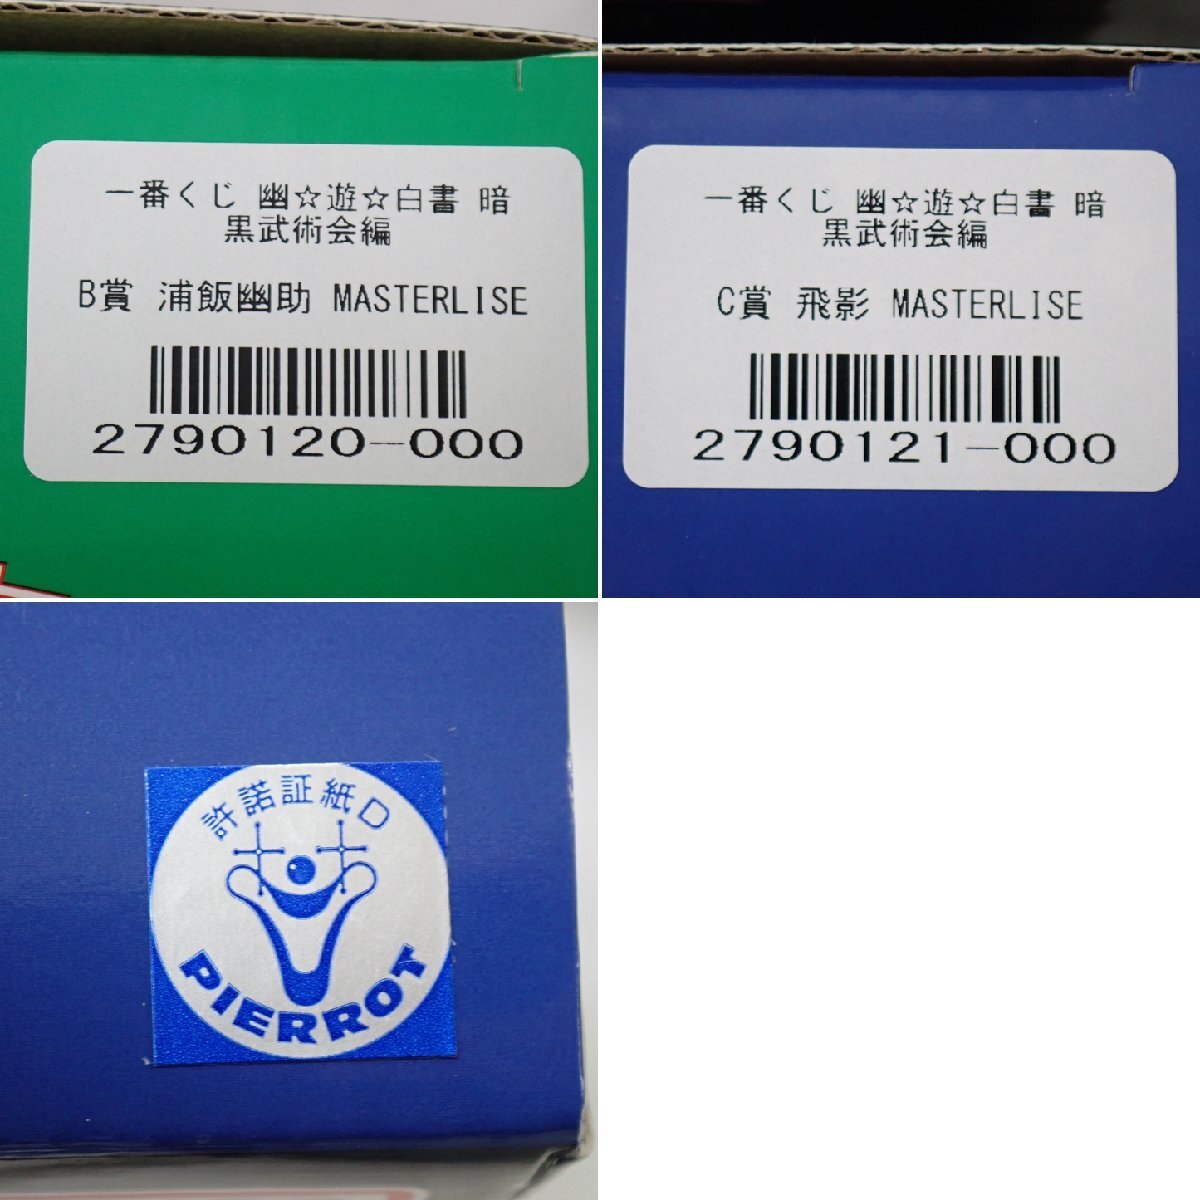 一番くじ 幽☆遊☆白書 暗
黒武術会編
B賞 浦飯幽助 MASTERLISE
2790120-000
一番くじ 幽☆遊☆白書 暗
黒武術会編
C賞 飛影 MASTERLISE
2790121-000
許諾証紙D
PIERROT